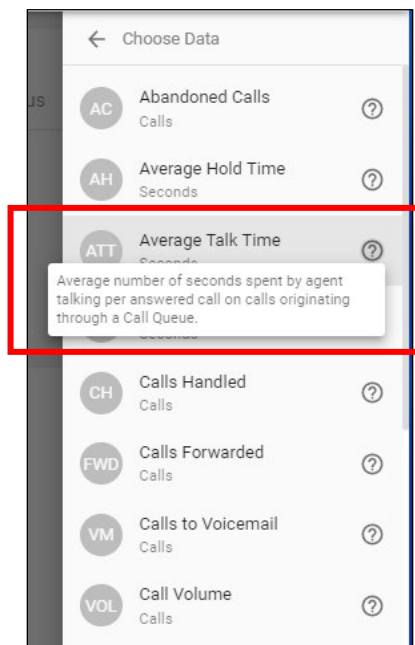 ← Choose Data
us
AC
Abandoned Calls
Calls
AH
Average Hold Time
Seconds
ATT
Average Talk Time
Seconds
Average number of seconds spent by agent
talking per answered call on calls originating
through a Call Queue.
Seconds
CH
Calls Handled
Calls
FWD
Calls Forwarded
Calls
VM
Calls to Voicemail
Calls
VOL
Call Volume
Calls